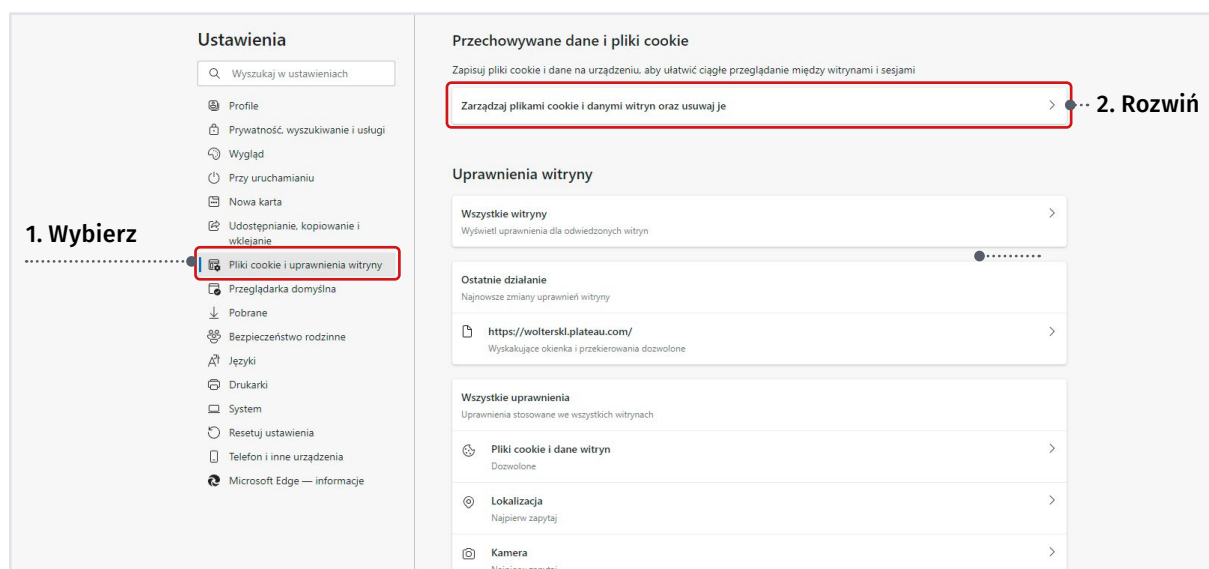 Ustawienia
Wyszukaj w ustawieniach
Profile
Prywatność, wyszukiwanie i usługi
Wygląd
Przy uruchamianiu
Nowa karta
Udostępnianie, kopiowanie i
wklejanie
1. Wybierz
Pliki cookie i uprawnienia witryny
Przeglądarka domyślna
Pobrane
Bezpieczeństwo rodzinne
Języki
Drukarki
System
Resetuj ustawienia
Telefon i inne urządzenia
Microsoft Edge — informacje
Przechowywane dane i pliki cookie
Zapisuj pliki cookie i dane na urządzeniu, aby ułatwić ciągłe przeglądanie między witrynami i sesjami
Zarządzaj plikami cookie i danymi witryn oraz usuwaj je
2. Rozwiń
Uprawnienia witryny
Wszystkie witryny
Wyświetl uprawnienia dla odwiedzonych witryn
Ostatnie działanie
Najnowsze zmiany uprawnień witryny
https://wolterskl.plateau.com/
Wyskakujące okienka i przekierowania dozwolone
Wszystkie uprawnienia
Uprawnienia stosowane we wszystkich witrynach
Pliki cookie i dane witryn
Dozwolone
Lokalizacja
Najpierw zapytaj
Kamera